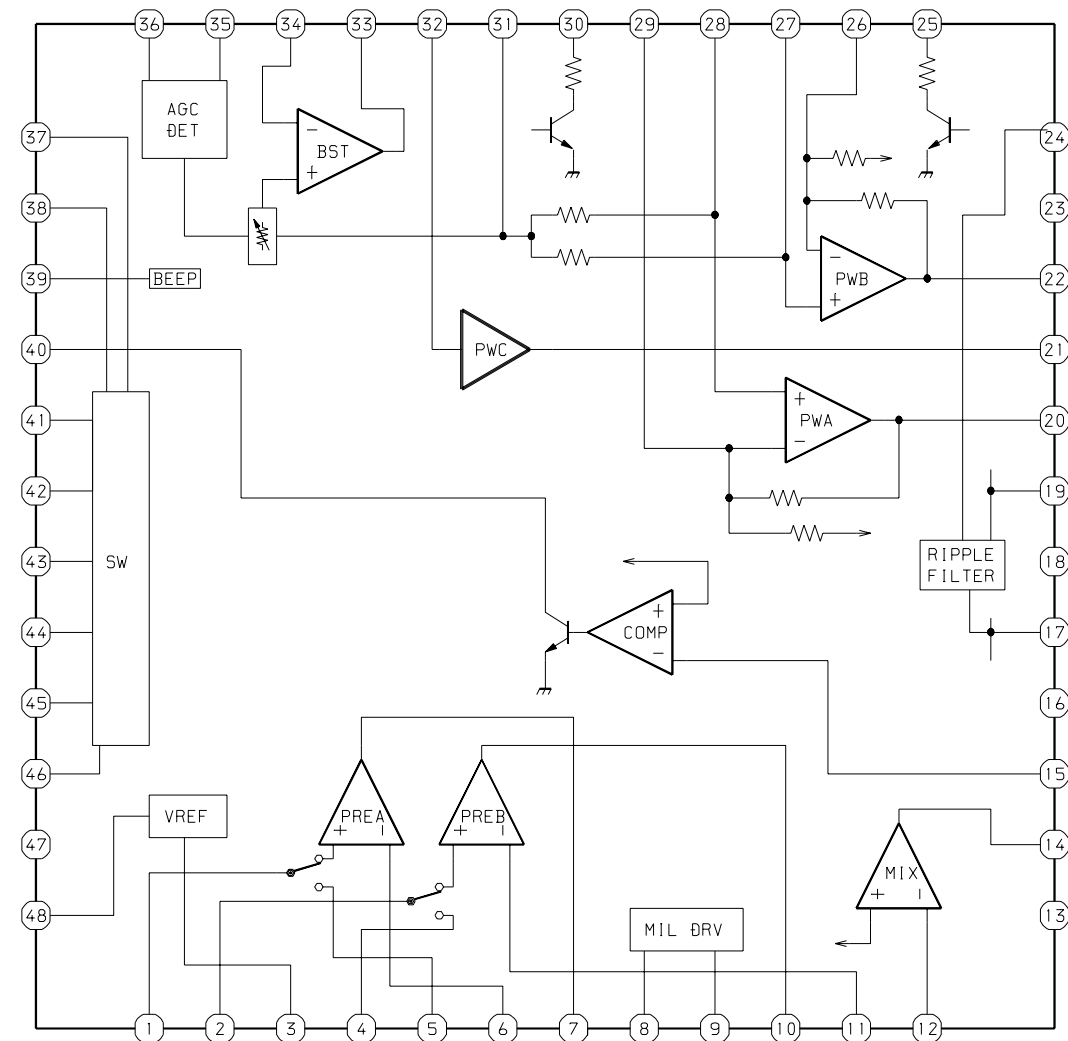 36 35 34 33 32 31 30 29 28 27 26 25
AGC
DET
37
−
BST
+
24
38
23
39
BEEP
−
PWB
+
22
40
PWC
21
41
+
PWA
−
20
42
19
43
SW
RIPPLE
FILTER
18
44
+
COMP
−
17
45
16
46
15
VREF
PREA
+ −
PREB
+ −
47
14
MIX
+ −
48
MIL DRV
13
1 2 3 4 5 6 7 8 9 10 11 12